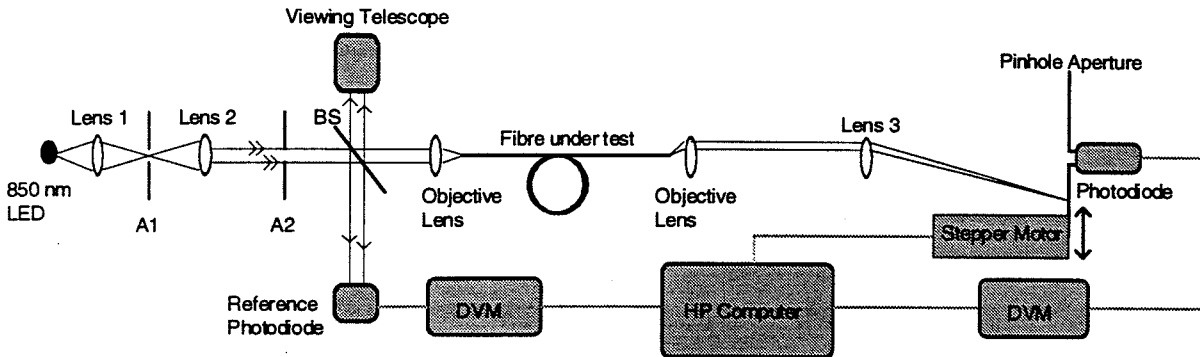 Viewing Telescope
Pinhole Aperture
Lens 1
Lens 2
BS
Fibre under test
Lens 3
850 nm
LED
A1
A2
Objective
Lens
Objective
Lens
Photodiode
Stepper Motor
Reference
Photodiode
DVM
HP Computer
DVM